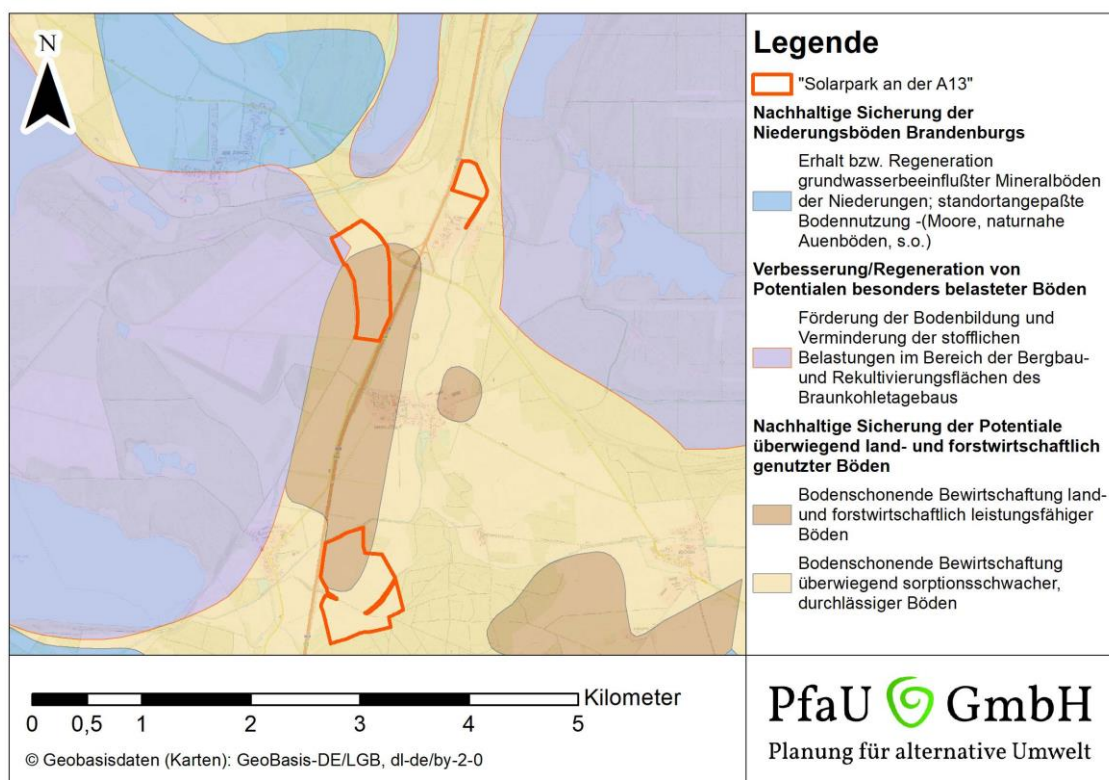 N
Legende
"Solarpark an der A13"
Nachhaltige Sicherung der
Niederungsböden Brandenburgs
Erhalt bzw. Regeneration
grundwasserbeeinflußter Mineralböden
der Niederungen; standortangepaßte
Bodennutzung -(Moore, naturnahe
Auenböden, s.o.)
Verbesserung/Regeneration von
Potentialen besonders belasteter Böden
Förderung der Bodenbildung und
Verminderung der stofflichen
Belastungen im Bereich der Bergbau-
und Rekultivierungsflächen des
Braunkohletagebaus
Nachhaltige Sicherung der Potentiale
überwiegend land- und forstwirtschaftlich
genutzter Böden
Bodenschonende Bewirtschaftung land-
und forstwirtschaftlich leistungsfähiger
Böden
Bodenschonende Bewirtschaftung
überwiegend sorptionsschwacher,
durchlässiger Böden
Kilometer
0 0,5 1 2 3 4 5
© Geobasisdaten (Karten): GeoBasis-DE/LGB, dl-de/by-2-0
PfaU GmbH
Planung für alternative Umwelt